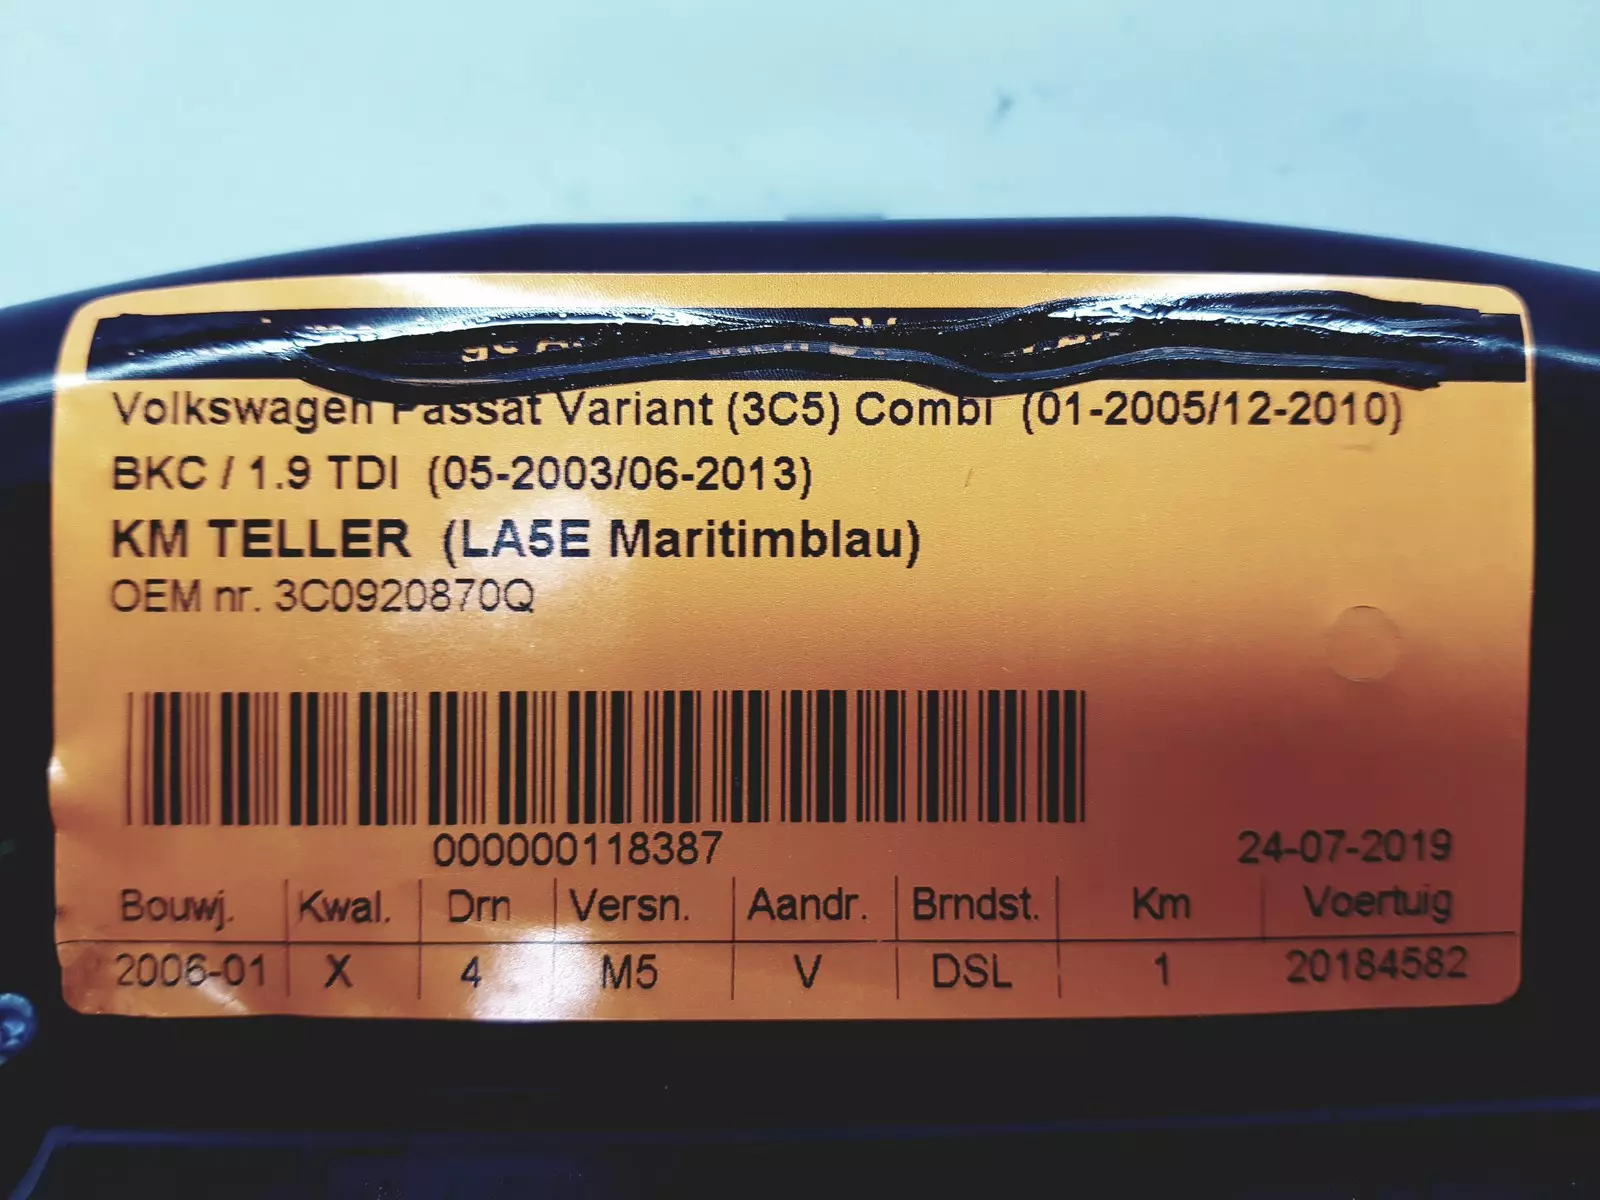 Volkswagen Passat Variant (3C5) Combi (01-2005/12-2010)
BKC / 1.9 TDI (05-2003/06-2013)
KM TELLER (LA5E Maritimblau)
OEM nr. 3C0920870Q
000000118387
24-07-2019
Bouwj. Kwal. Drn Versn. Aandr. Brndst. Km Voertuig
2006-01 X 4 M5 V DSL 1 20184582